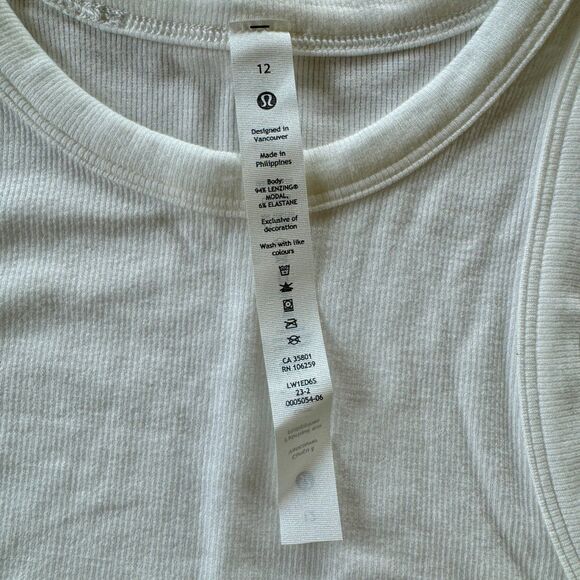 12
Designed in
Vancouver
Made in
Philippines
Body:
94% LENZING®
MODAL,
6% ELASTANE
Exclusive of
decoration
Wash with like
colours
CA 35801
RN 106259
LW1ED6S
23-2
0005054-06